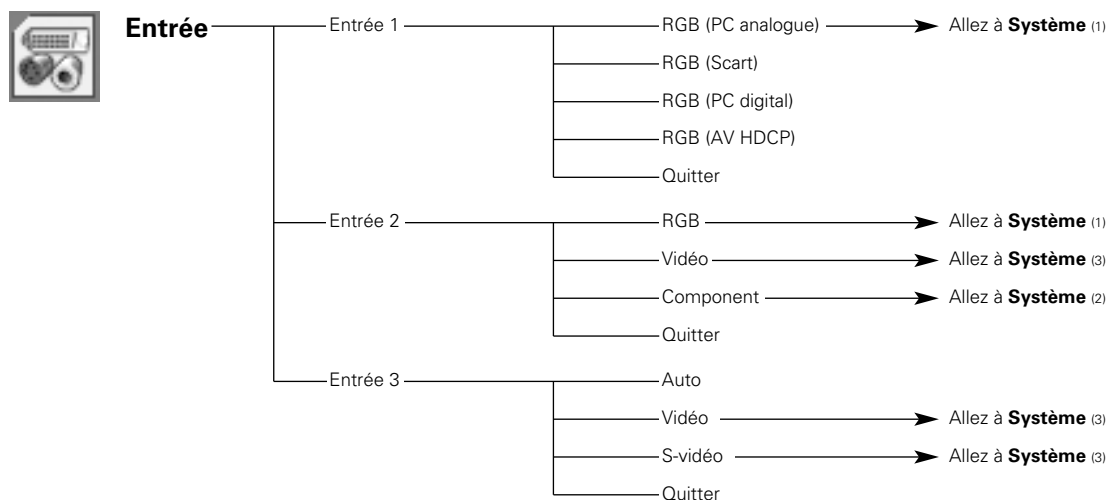 Entrée Entrée 1 RGB (PC analogue) Allez à Système (1)
RGB (Scart)
RGB (PC digital)
RGB (AV HDCP)
Quitter
Entrée 2 RGB Allez à Système (1)
Vidéo Allez à Système (3)
Component Allez à Système (2)
Quitter
Entrée 3 Auto
Vidéo Allez à Système (3)
S-vidéo Allez à Système (3)
Quitter